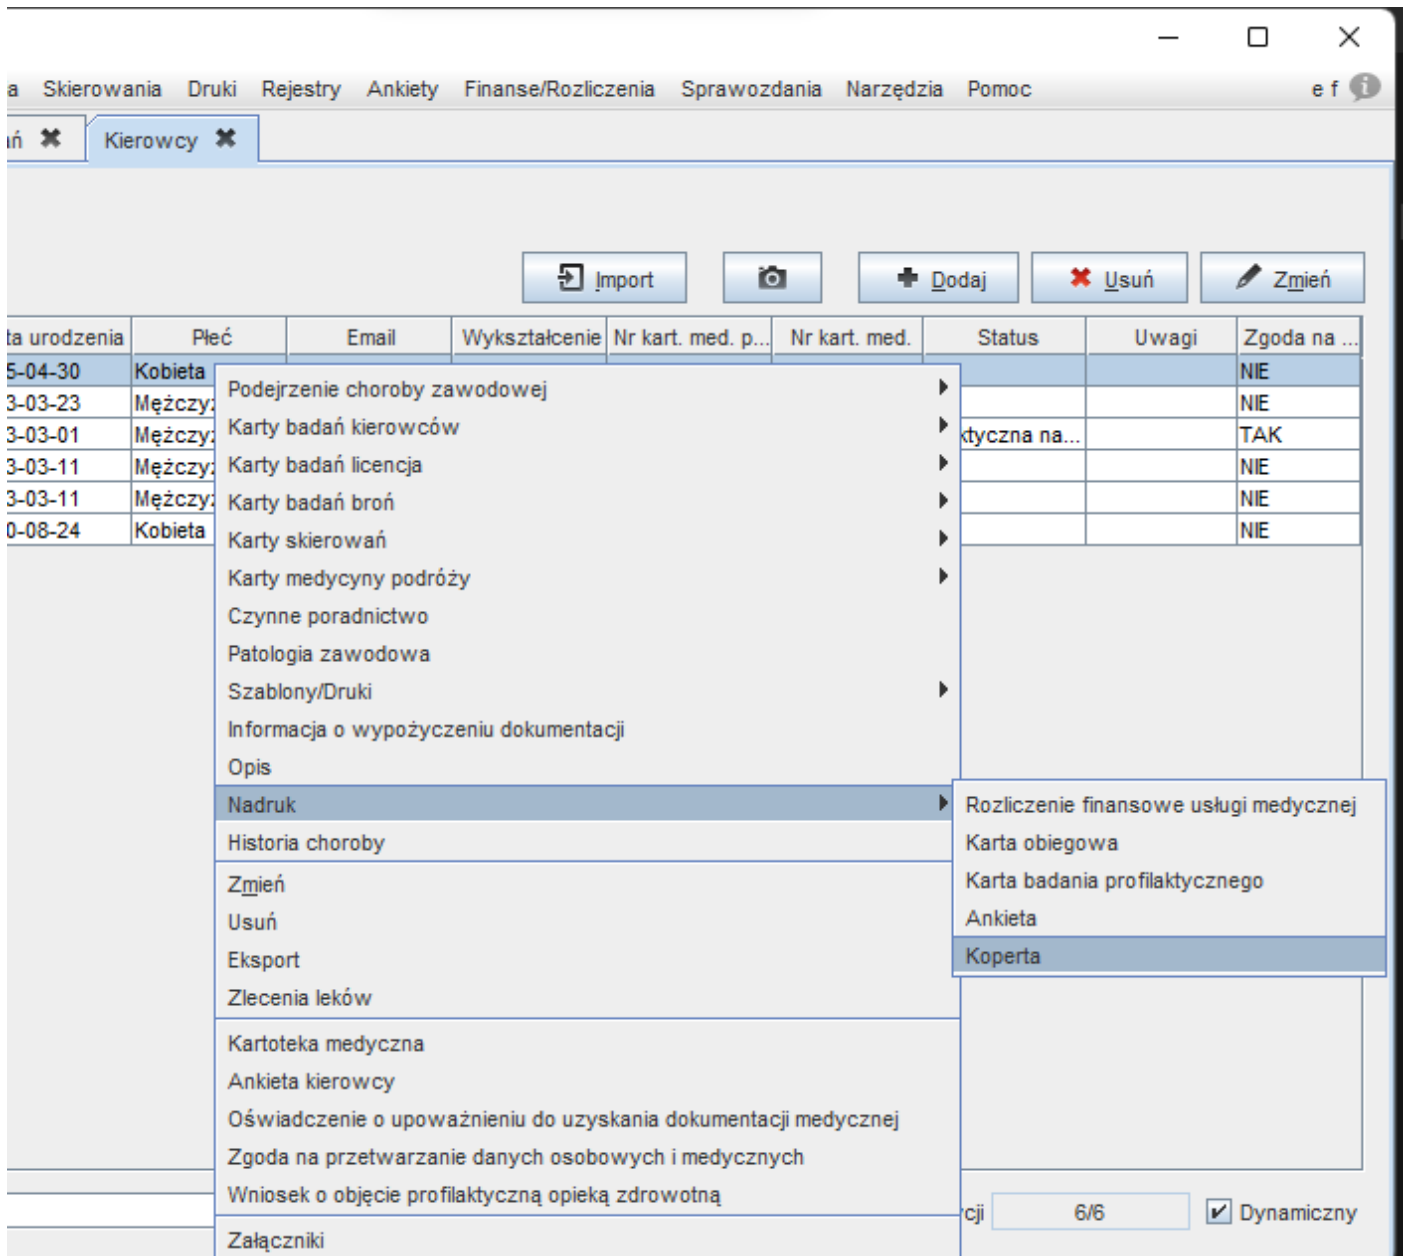 a Skierowania Druki Rejestry Ankiety Finanse/Rozliczenia Sprawozdania Narzędzia Pomoc e f
ań Kierowcy
Import Dodaj Usuń Zmień
ta urodzenia Płeć Email Wykształcenie Nr kart. med. p... Nr kart. med. Status Uwagi Zgoda na ...
5-04-30 Kobieta NIE
3-03-23 Mężczyz NIE
3-03-01 Mężczyz ktyczna na... TAK
3-03-11 Mężczyz NIE
3-03-11 Mężczyz NIE
0-08-24 Kobieta NIE
Podejrzenie choroby zawodowej
Karty badań kierowców
Karty badań licencja
Karty badań broń
Karty skierowań
Karty medycyny podróży
Czynne poradnictwo
Patologia zawodowa
Szablony/Druki
Informacja o wypożyczeniu dokumentacji
Opis
Nadruk
Historia choroby
Zmień
Usuń
Eksport
Zlecenia leków
Kartoteka medyczna
Ankieta kierowcy
Oświadczenie o upoważnieniu do uzyskania dokumentacji medycznej
Zgoda na przetwarzanie danych osobowych i medycznych
Wniosek o objęcie profilaktyczną opieką zdrowotną
Załączniki
Rozliczenie finansowe usługi medycznej
Karta obiegowa
Karta badania profilaktycznego
Ankieta
Koperta
cji 6/6 Dynamiczny